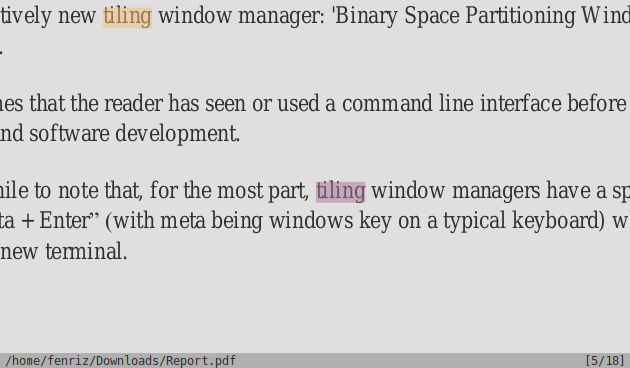 tively new tiling window manager: 'Binary Space Partitioning Wind
.
nes that the reader has seen or used a command line interface before
nd software development.
nile to note that, for the most part, tiling window managers have a sp
ta + Enter” (with meta being windows key on a typical keyboard) w
new terminal.
/home/fenriz/Downloads/Report.pdf [5/18]